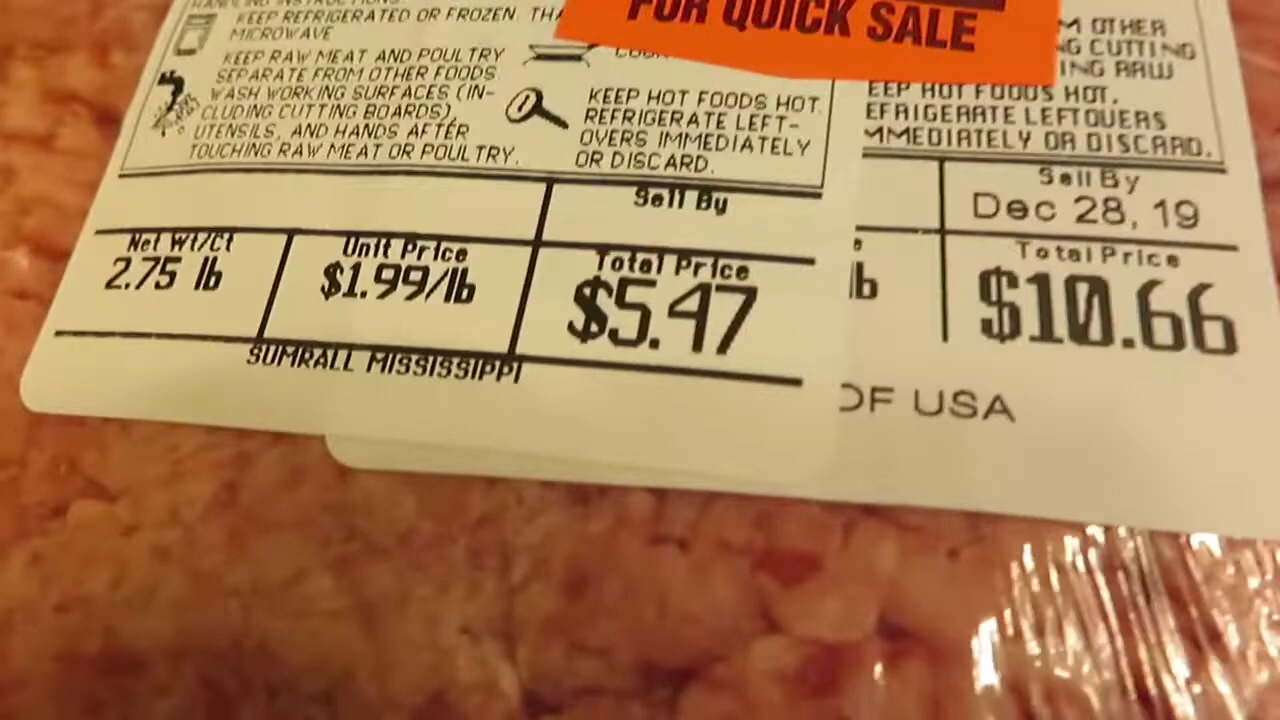 HANDLING INSTRUCTIONS:
KEEP REFRIGERATED OR FROZEN.
MICROWAVE
KEEP RAW MEAT AND POULTRY
SEPARATE FROM OTHER FOODS
WASH WORKING SURFACES (IN-
CLUDING CUTTING BOARDS),
UTENSILS, AND HANDS AFTER
TOUCHING RAW MEAT OR POULTRY.
KEEP HOT FOODS HOT.
REFRIGERATE LEFT-
OVERS IMMEDIATELY
OR DISCARD.
Sell By
Net Wt/Ct
2.75 lb
Unit Price
$1.99/lb
Total Price
$5.47
SUMRALL MISSISSIPPI
FOR QUICK SALE
M OTHER
G CUTTING
ING RAW
EEP HOT FOODS HOT.
EFRIGERATE LEFTOVERS
MMEDIATELY OR DISCARD.
Sell By
Dec 28, 19
lb
Total Price
$10.66
OF USA